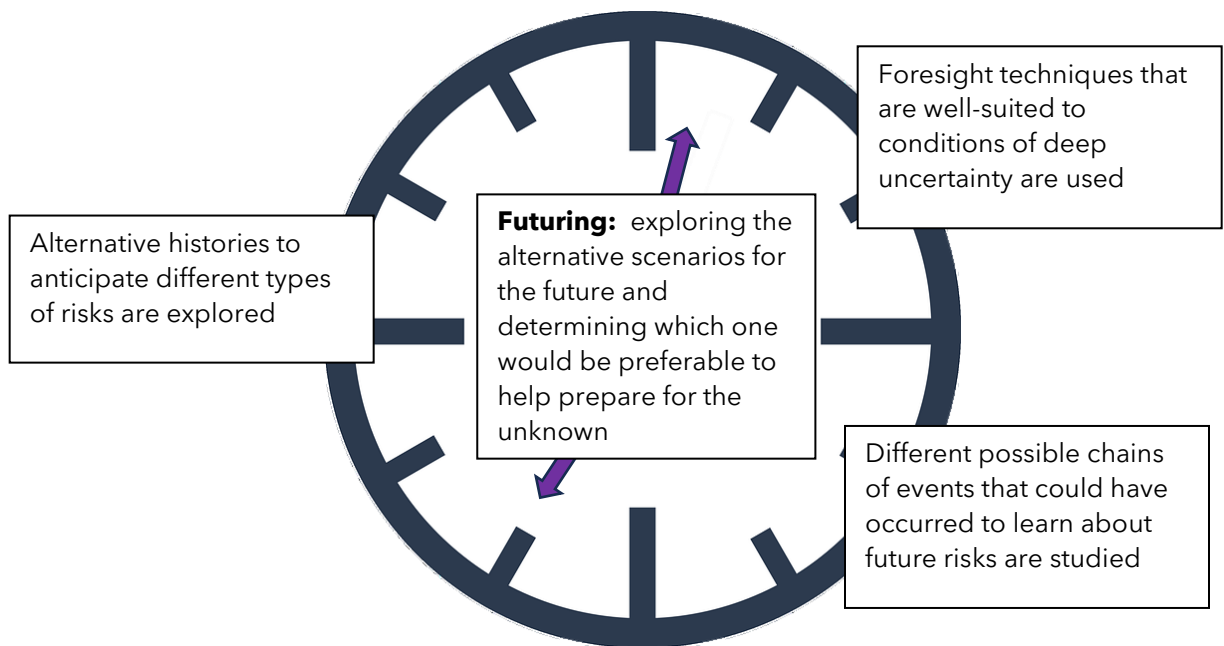 Foresight techniques that
are well-suited to
conditions of deep
uncertainty are used
Alternative histories to
anticipate different types
of risks are explored
Futuring: exploring the
alternative scenarios for
the future and
determining which one
would be preferable to
help prepare for the
unknown
Different possible chains
of events that could have
occurred to learn about
future risks are studied